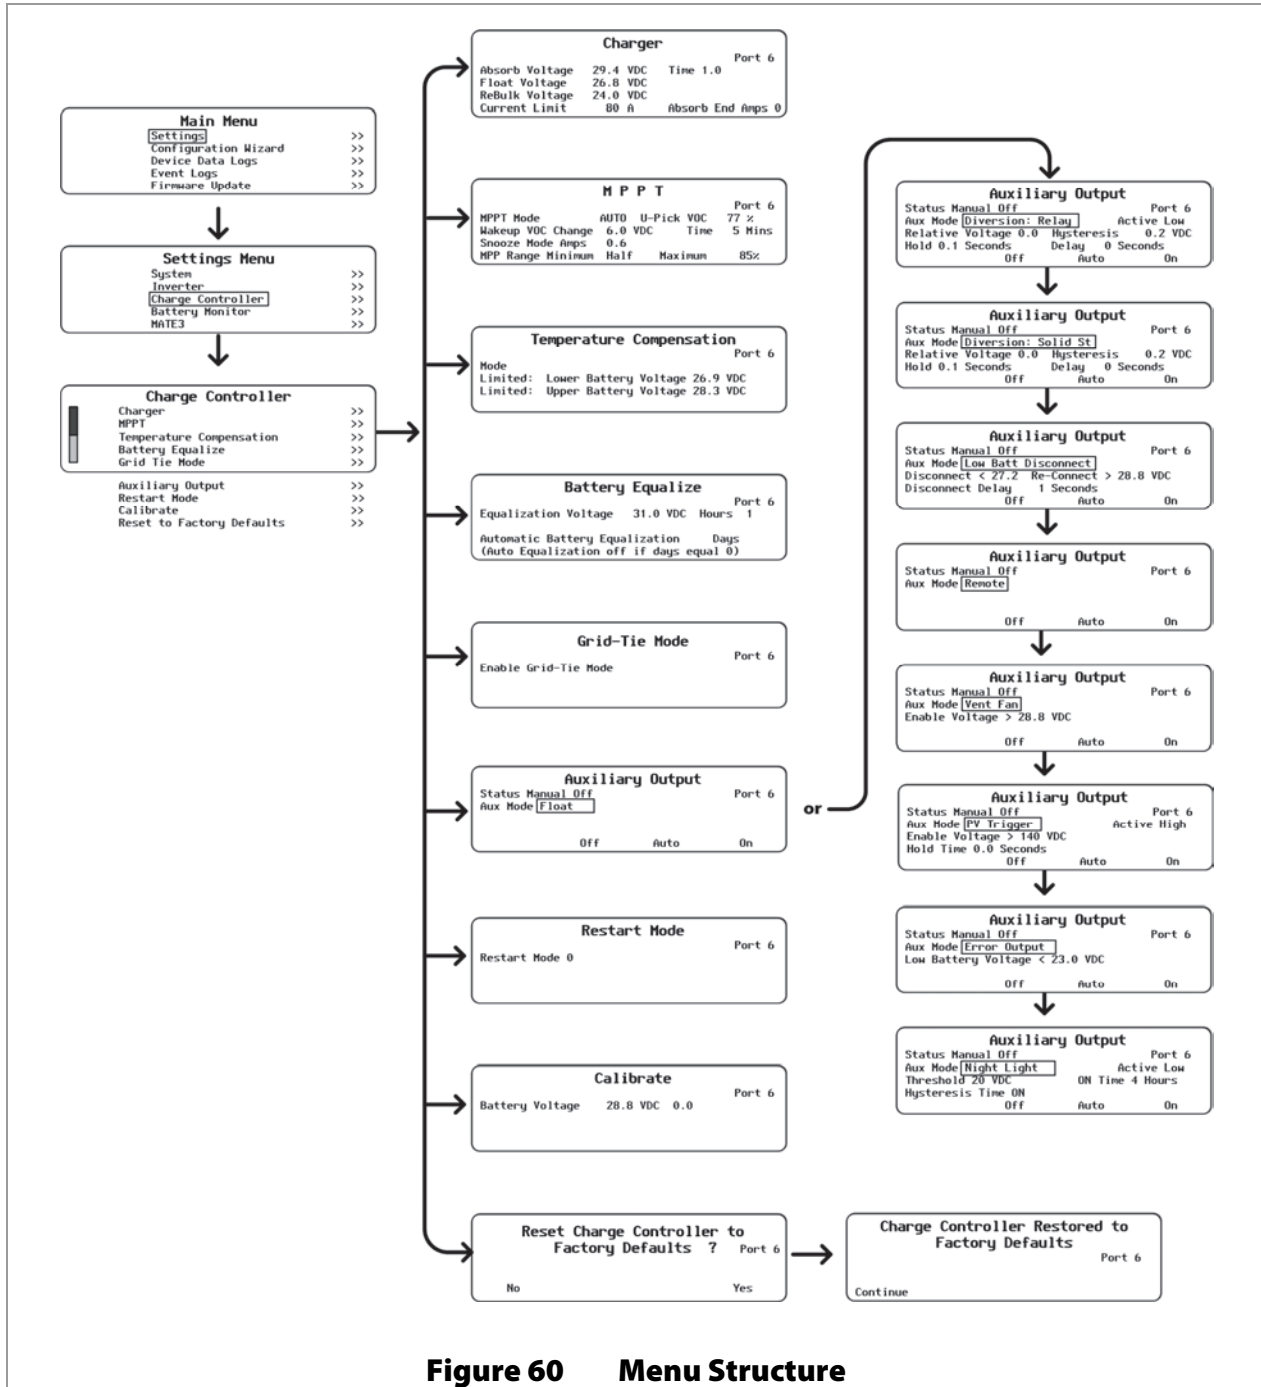 Main Menu
Settings >>
Configuration Wizard >>
Device Data Logs >>
Event Logs >>
Firmware Update >>
Settings Menu
System >>
Inverter >>
Charge Controller >>
Battery Monitor >>
MATE3 >>
Charge Controller
Charger >>
MPPT >>
Temperature Compensation >>
Battery Equalize >>
Grid Tie Mode >>
Auxiliary Output >>
Restart Mode >>
Calibrate >>
Reset to Factory Defaults >>
Charger
Port 6
Absorb Voltage 29.4 VDC Time 1.0
Float Voltage 26.8 VDC
ReBulk Voltage 24.0 VDC
Current Limit 80 A Absorb End Amps 0
M P P T
Port 6
MPPT Mode AUTO U-Pick VOC 77 %
Wakeup VOC Change 6.0 VDC Time 5 Mins
Snooze Mode Amps 0.6
MPP Range Minimum Half Maximum 85%
Temperature Compensation
Port 6
Mode
Limited: Lower Battery Voltage 26.9 VDC
Limited: Upper Battery Voltage 28.3 VDC
Battery Equalize
Port 6
Equalization Voltage 31.0 VDC Hours 1
Automatic Battery Equalization Days
(Auto Equalization off if days equal 0)
Grid-Tie Mode
Port 6
Enable Grid-Tie Mode
Auxiliary Output
Status Manual Off Port 6
Aux Mode Float
Off Auto On
or
Restart Mode
Port 6
Restart Mode 0
Calibrate
Port 6
Battery Voltage 28.8 VDC 0.0
Reset Charge Controller to
Factory Defaults ? Port 6
No Yes
Charge Controller Restored to
Factory Defaults
Port 6
Continue
Auxiliary Output
Status Manual Off Port 6
Aux Mode Diversion: Relay Active Low
Relative Voltage 0.0 Hysteresis 0.2 VDC
Hold 0.1 Seconds Delay 0 Seconds
Off Auto On
Auxiliary Output
Status Manual Off Port 6
Aux Mode Diversion: Solid St
Relative Voltage 0.0 Hysteresis 0.2 VDC
Hold 0.1 Seconds Delay 0 Seconds
Off Auto On
Auxiliary Output
Status Manual Off Port 6
Aux Mode Low Batt Disconnect
Disconnect < 27.2 Re-Connect > 28.8 VDC
Disconnect Delay 1 Seconds
Off Auto On
Auxiliary Output
Status Manual Off Port 6
Aux Mode Remote
Off Auto On
Auxiliary Output
Status Manual Off Port 6
Aux Mode Vent Fan
Enable Voltage > 28.8 VDC
Off Auto On
Auxiliary Output
Status Manual Off Port 6
Aux Mode PV Trigger Active High
Enable Voltage > 140 VDC
Hold Time 0.0 Seconds
Off Auto On
Auxiliary Output
Status Manual Off Port 6
Aux Mode Error Output
Low Battery Voltage < 23.0 VDC
Off Auto On
Auxiliary Output
Status Manual Off Port 6
Aux Mode Night Light Active Low
Threshold 20 VDC ON Time 4 Hours
Hysteresis Time ON
Off Auto On
Figure 60 Menu Structure